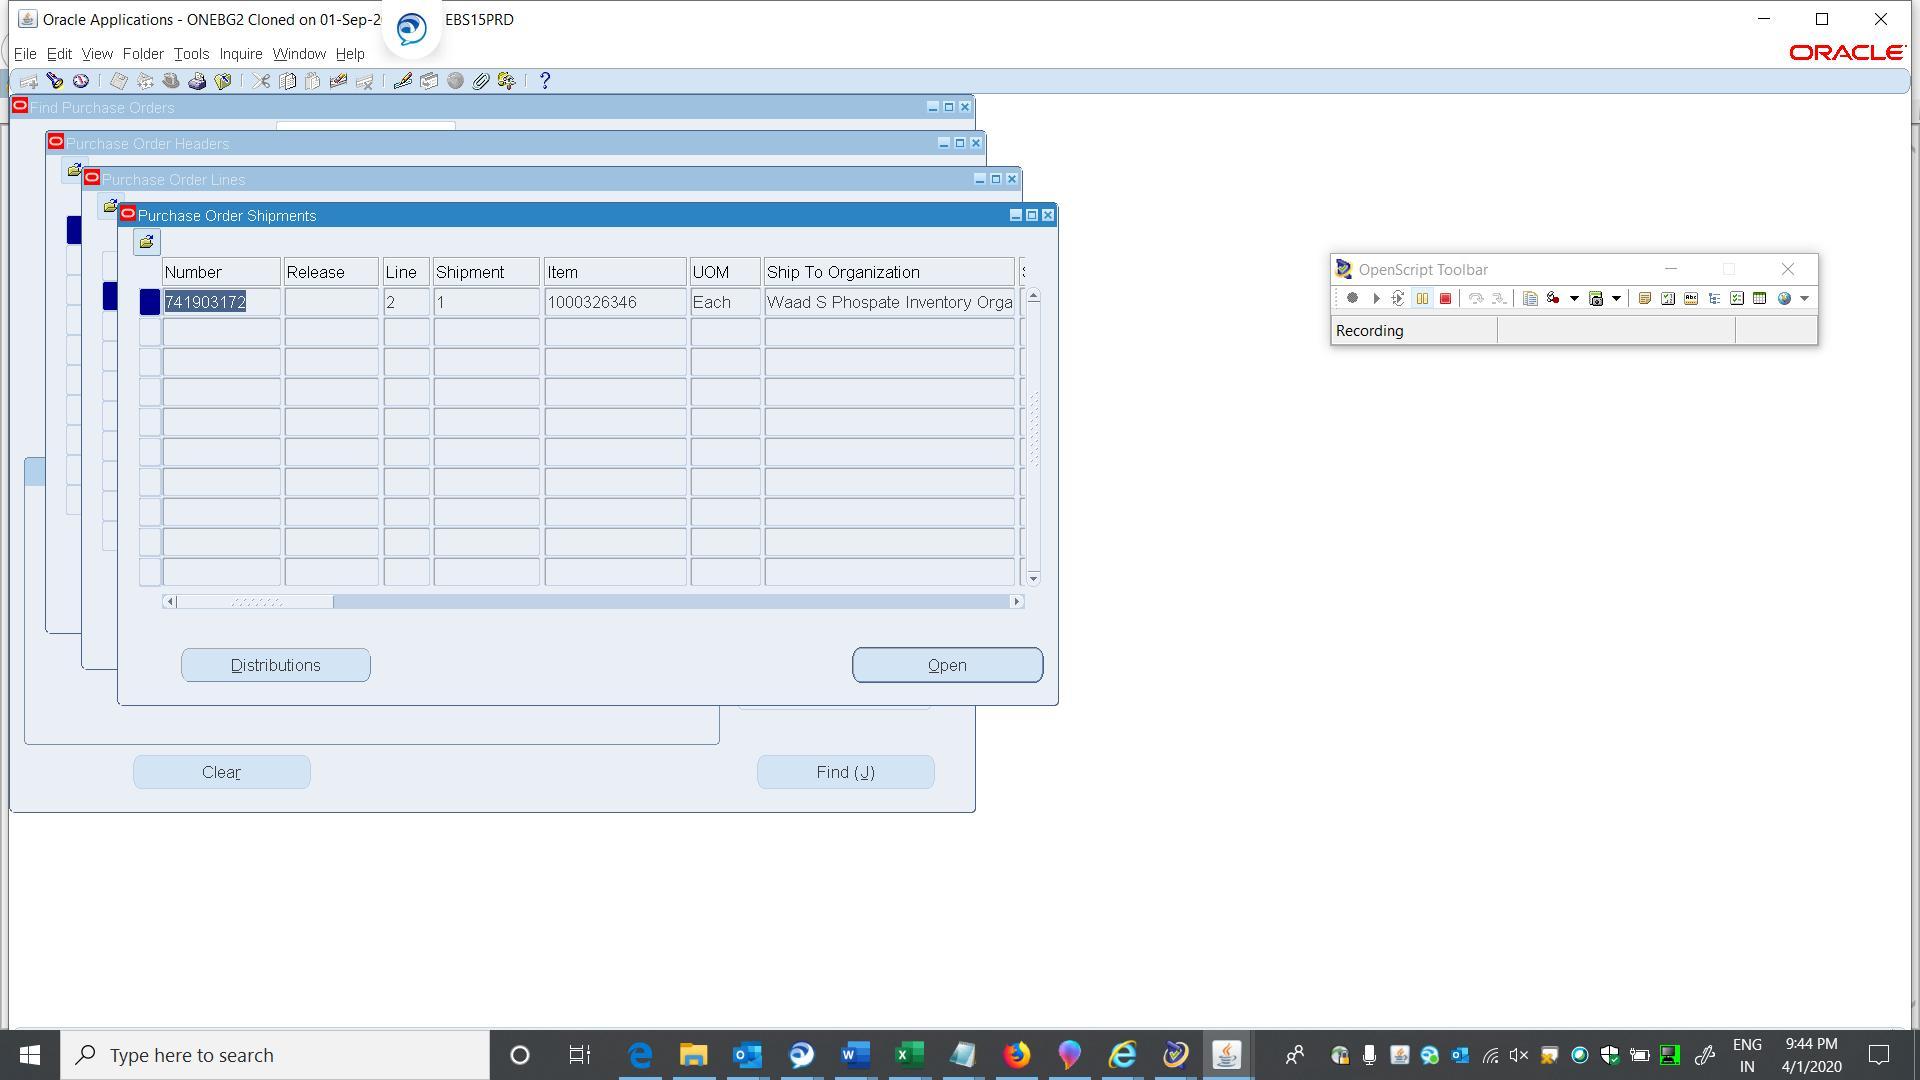 Oracle Applications - ONEBG2 Cloned on 01-Sep-2 EBS15PRD
File Edit View Folder Tools Inquire Window Help
ORACLE
Find Purchase Orders
Purchase Order Headers
Purchase Order Lines
Purchase Order Shipments
Number Release Line Shipment Item UOM Ship To Organization
741903172 2 1 1000326346 Each Waad S Phospate Inventory Orga
Distributions Open
Clear Find (J)
OpenScript Toolbar
Recording
Type here to search
ENG
IN
9:44 PM
4/1/2020